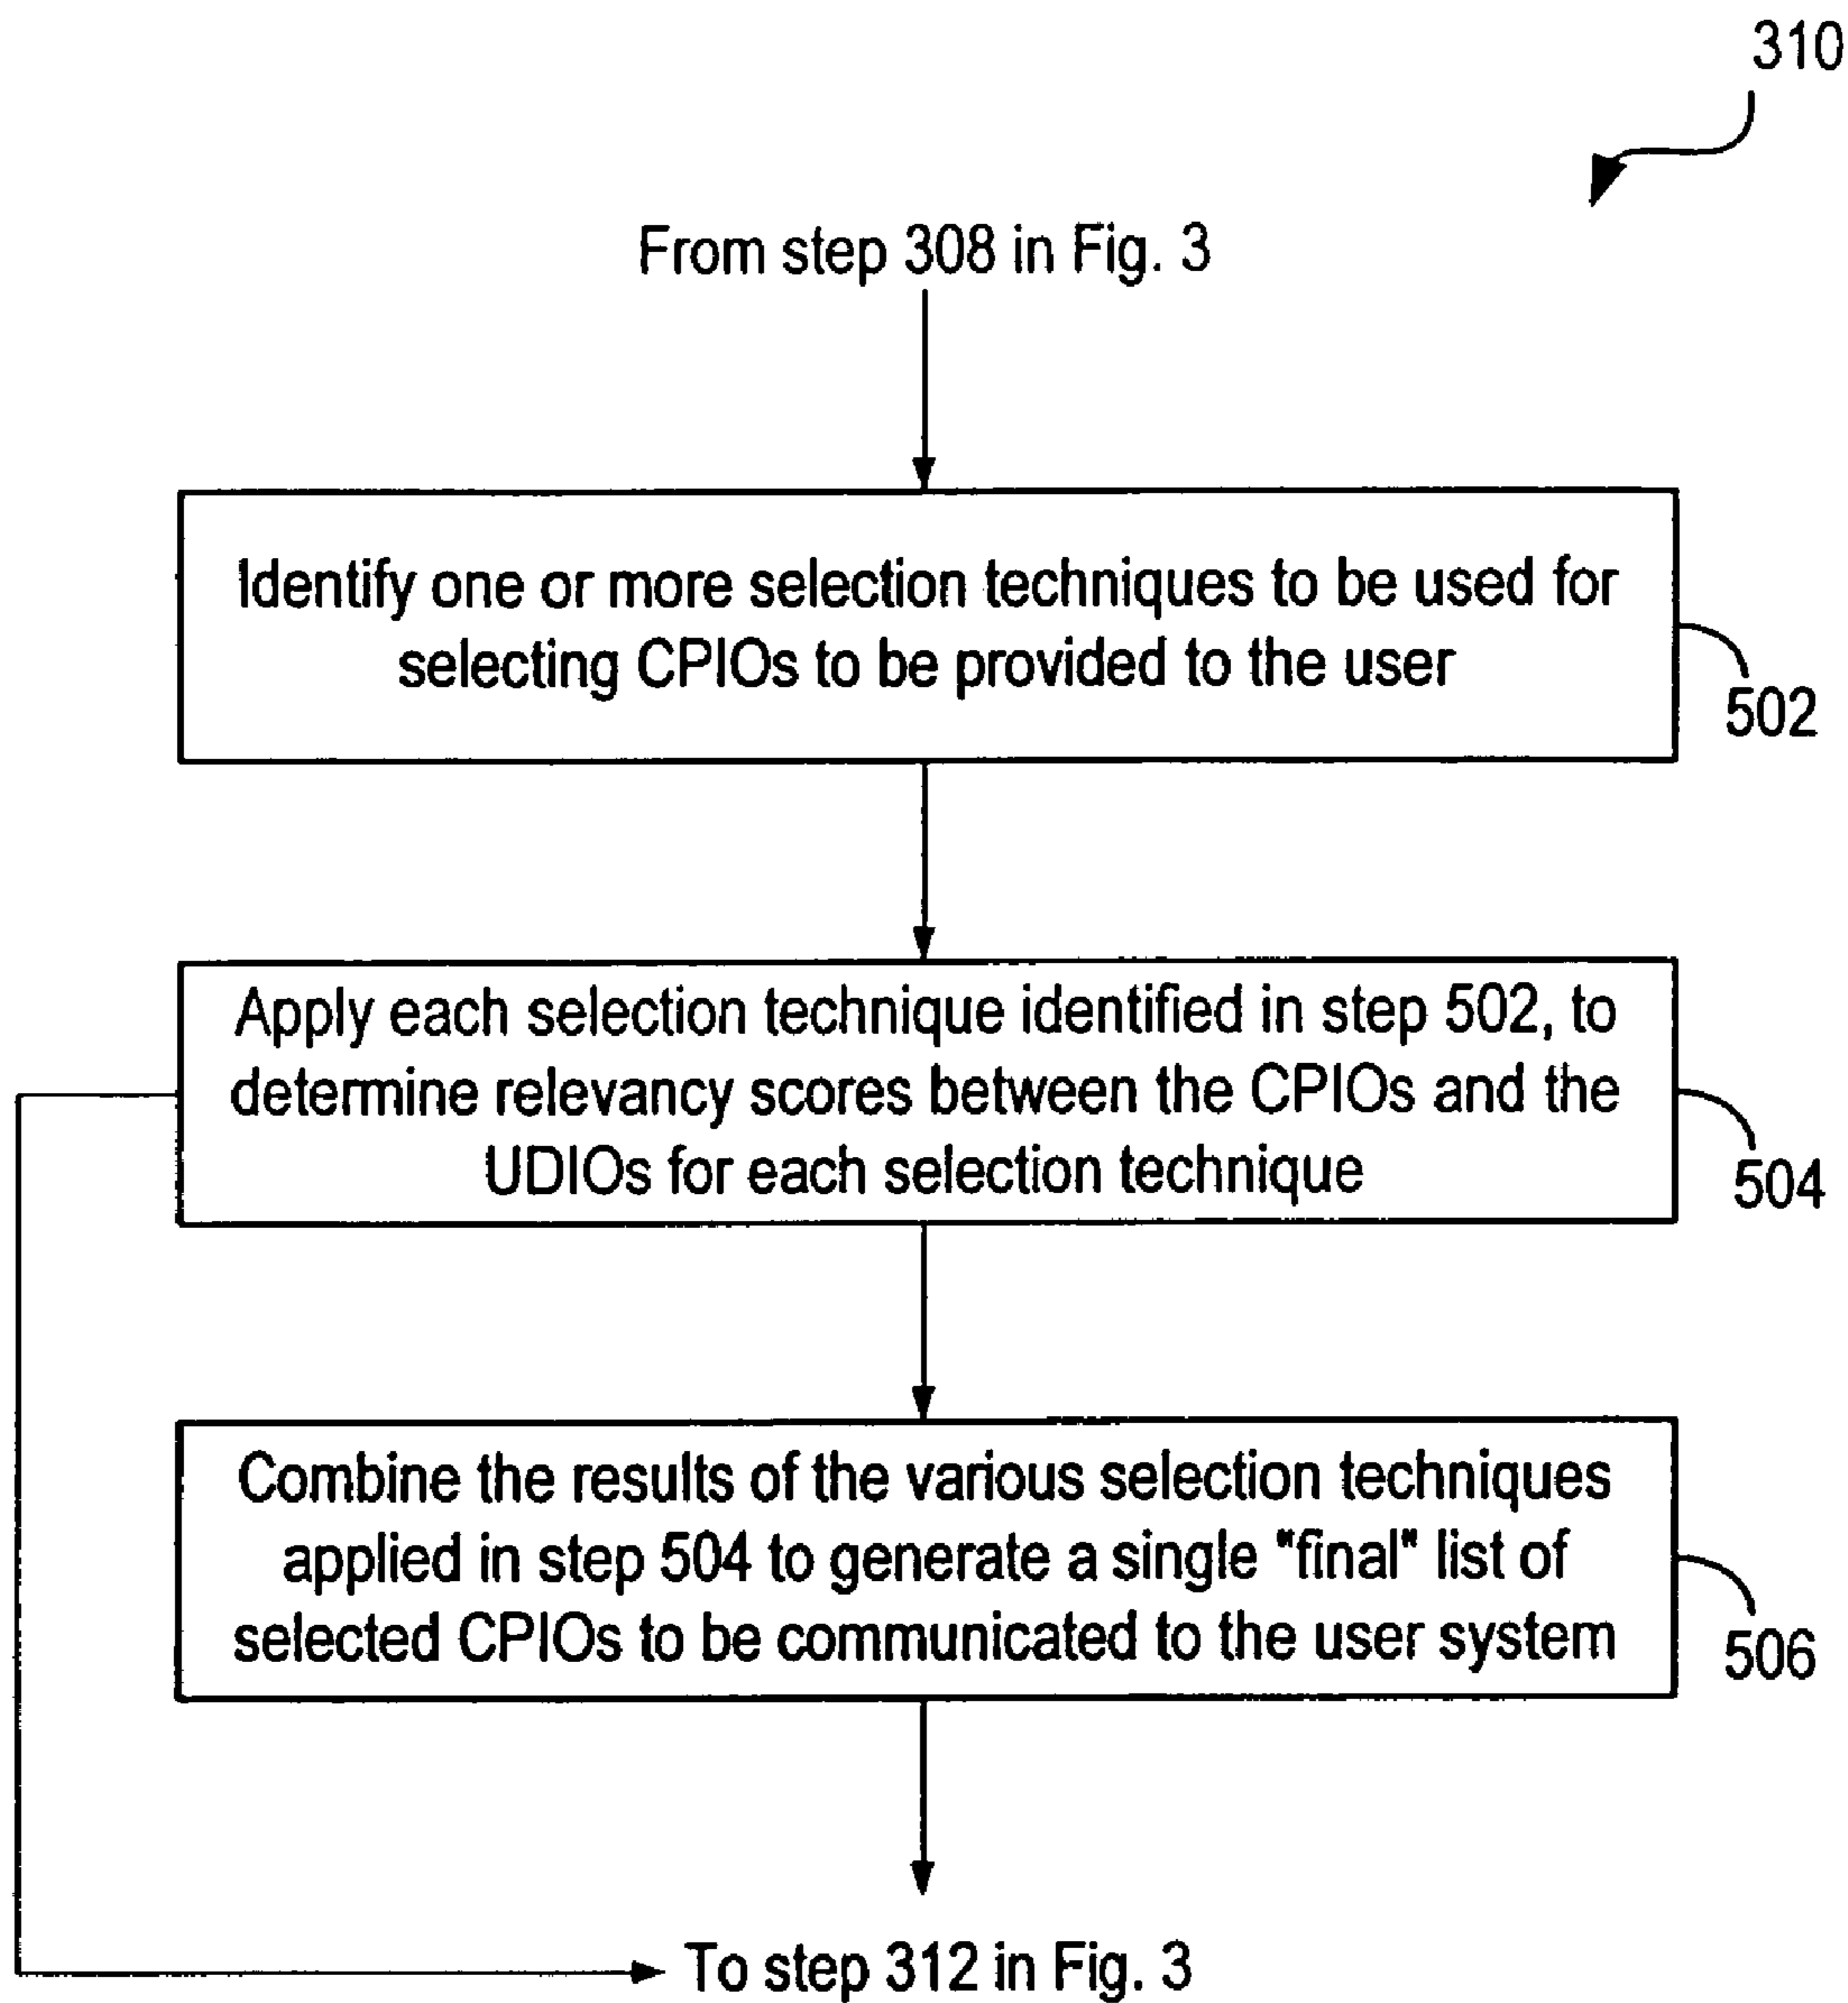 310
From step 308 in Fig. 3
Identify one or more selection techniques to be used for
selecting CPIOs to be provided to the user
502
Apply each selection technique identified in step 502, to
determine relevancy scores between the CPIOs and the
UDIOs for each selection technique
504
Combine the results of the various selection techniques
applied in step 504 to generate a single "final" list of
selected CPIOs to be communicated to the user system
506
To step 312 in Fig. 3